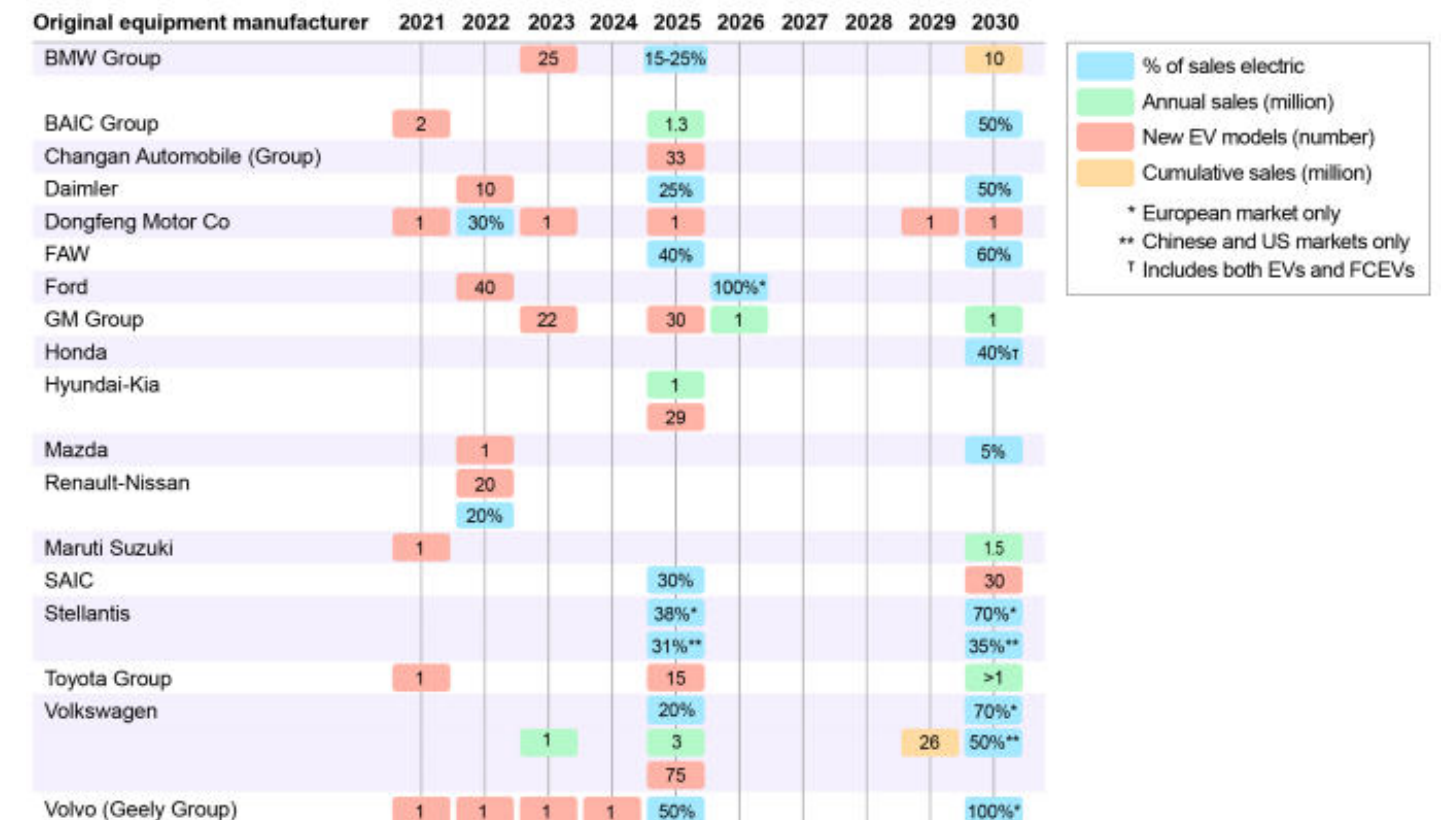 Original equipment manufacturer 2021 2022 2023 2024 2025 2026 2027 2028 2029 2030
BMW Group 25 15-25% 10
BAIC Group 2 1.3 50%
Changan Automobile (Group) 33
Daimler 10 25% 50%
Dongfeng Motor Co 1 30% 1 1 1 1
FAW 40% 60%
Ford 40 100%*
GM Group 22 30 1 1
Honda 40%т
Hyundai-Kia 1
29
Mazda 1 5%
Renault-Nissan 20
20%
Maruti Suzuki 1 1.5
SAIC 30% 30
Stellantis 38%* 70%*
31%** 35%**
Toyota Group 1 15 >1
Volkswagen 20% 70%*
1 3 26 50%**
75
Volvo (Geely Group) 1 1 1 1 50% 100%*
% of sales electric
Annual sales (million)
New EV models (number)
Cumulative sales (million)
* European market only
** Chinese and US markets only
т Includes both EVs and FCEVs